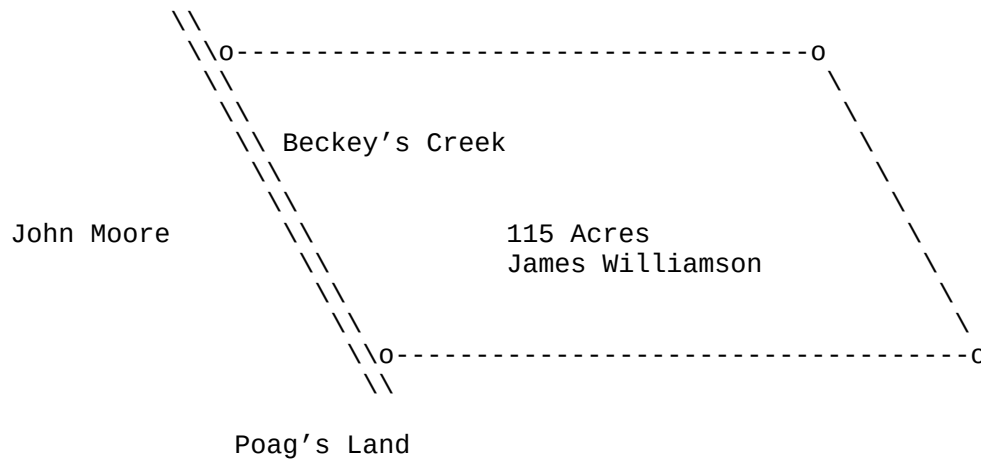 Beckey’s Creek
John Moore
115 Acres
James Williamson
Poag’s Land